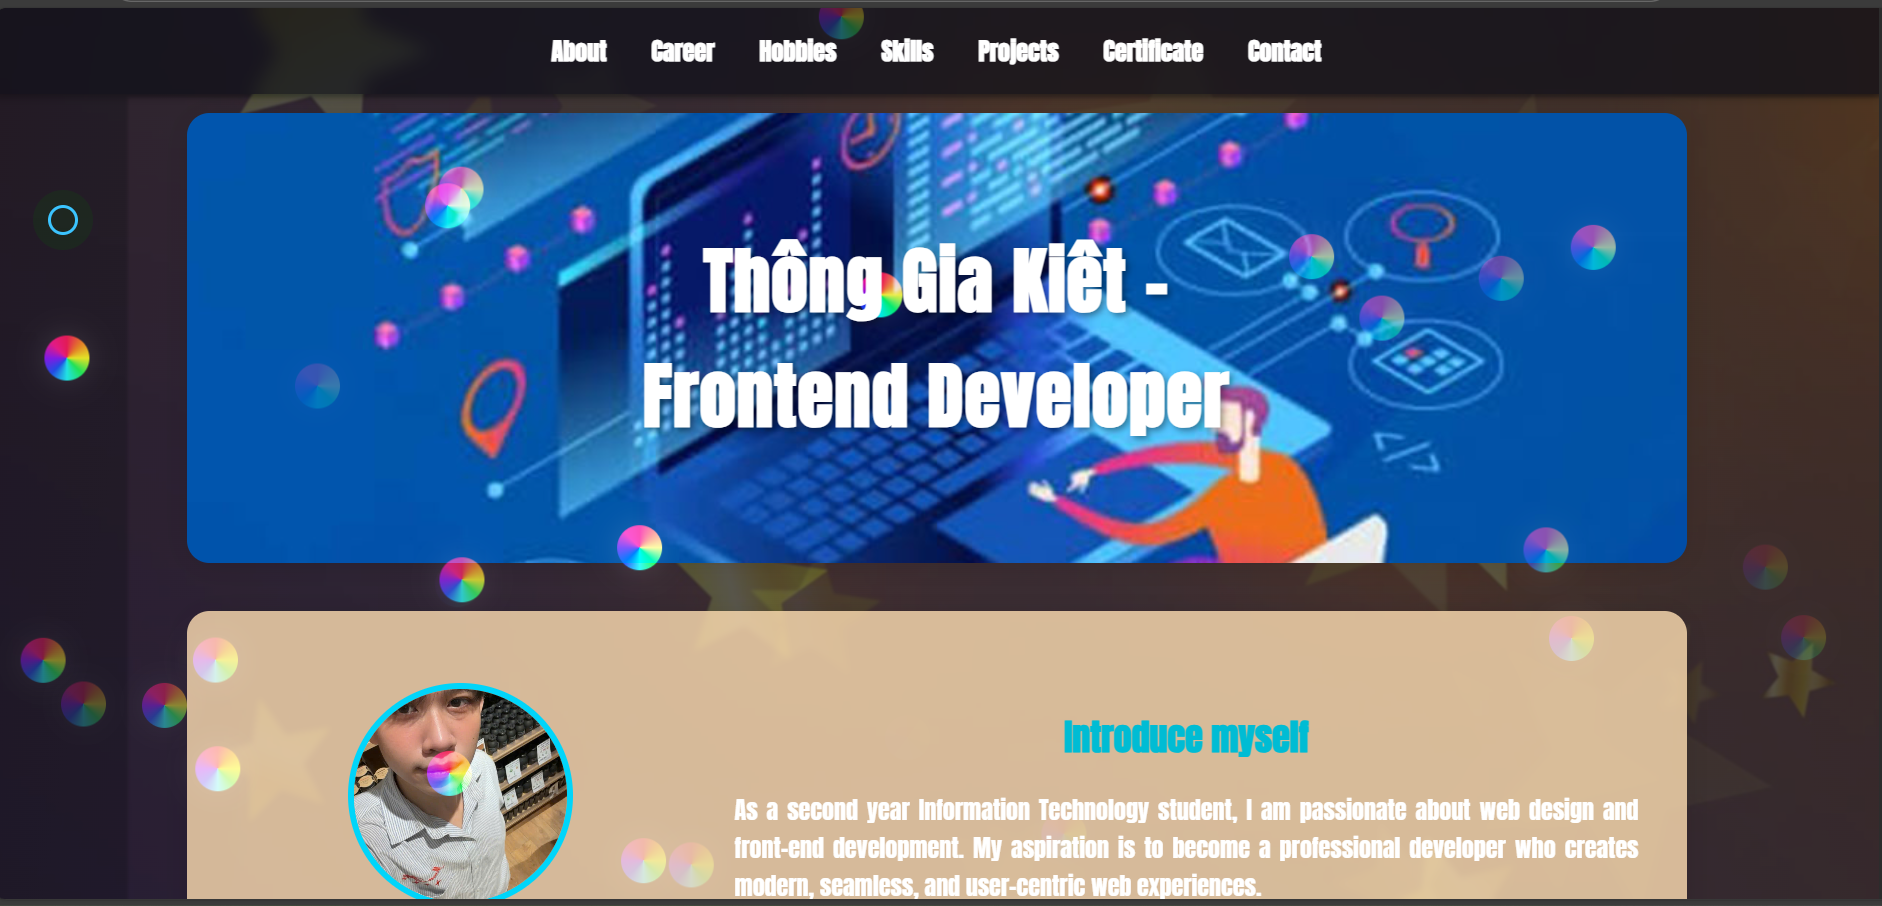 About Career Hobbies Skills Projects Certificate Contact
Thông Gia Kiêt -
Frontend Developer
</>
Introduce myself
As a second year Information Technology student, I am passionate about web design and
front-end development. My aspiration is to become a professional developer who creates
modern, seamless, and user-centric web experiences.